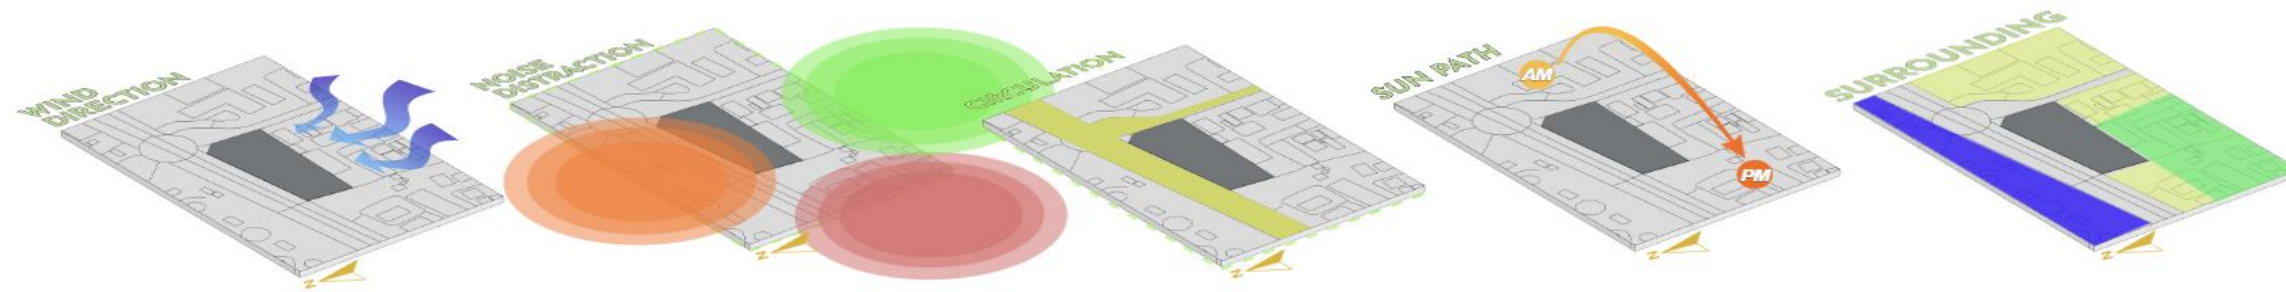 WIND
DIRECTION
Z
NOISE
DISTRACTION
Z
CIRCULATION
Z
SUN PATH
AM
PM
Z
SURROUNDING
Z